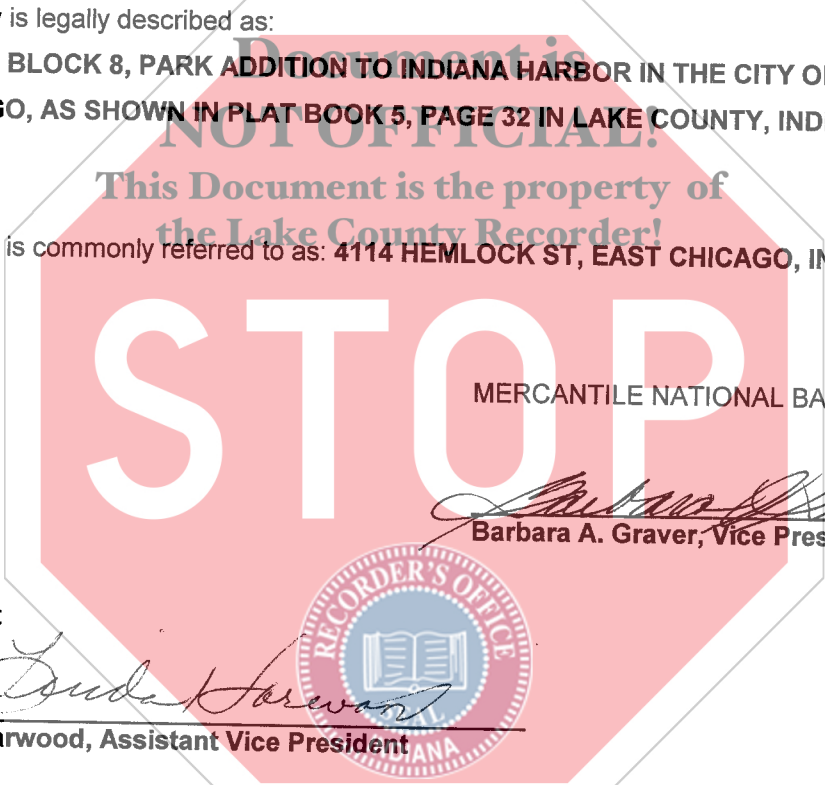 is legally described as:
Document is
BLOCK 8, PARK ADDITION TO INDIANA HARBOR IN THE CITY O
GO, AS SHOWN IN PLAT BOOK 5, PAGE 32 IN LAKE COUNTY, IND
NOT OFFICIAL!
This Document is the property of
the Lake County Recorder!
is commonly referred to as: 4114 HEMLOCK ST, EAST CHICAGO, IN
STOP
MERCANTILE NATIONAL BA
Barbara A. Graver, Vice Pres
RECORDER'S OFFICE
SEAL
INDIANA
rwood, Assistant Vice President